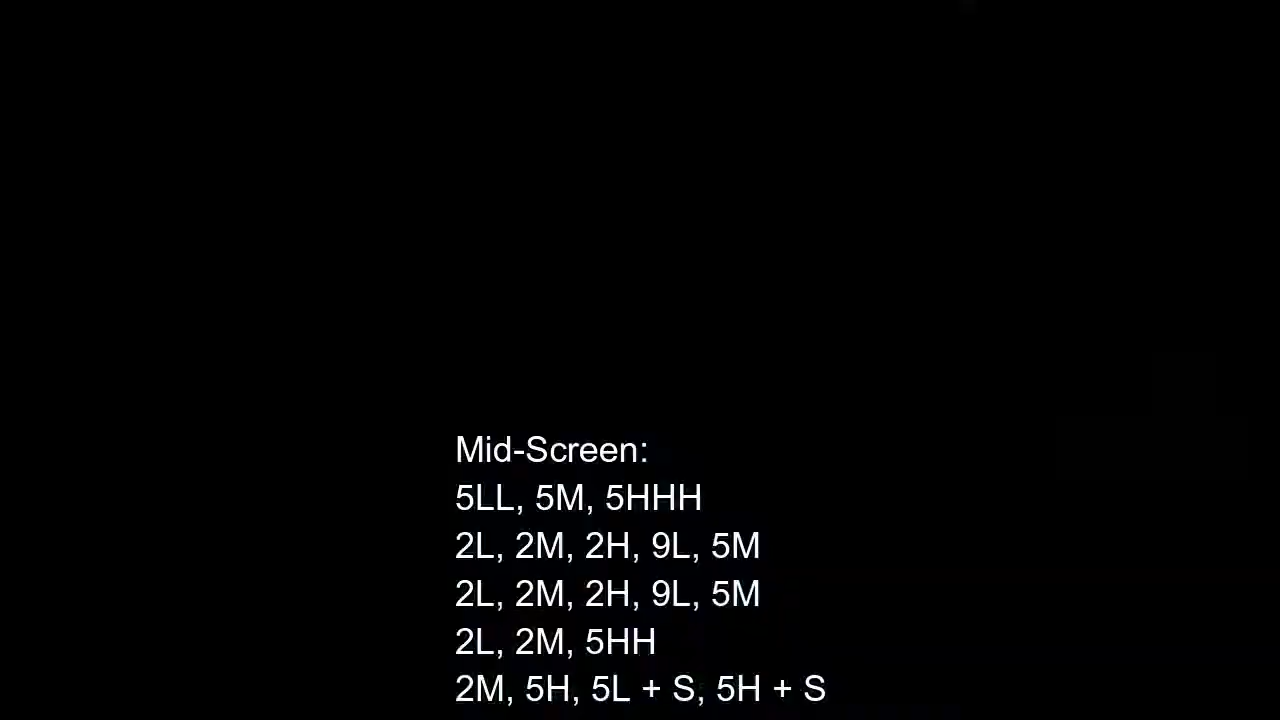 Mid-Screen:
5LL, 5M, 5HHH
2L, 2M, 2H, 9L, 5M
2L, 2M, 2H, 9L, 5M
2L, 2M, 5HH
2M, 5H, 5L + S, 5H + S